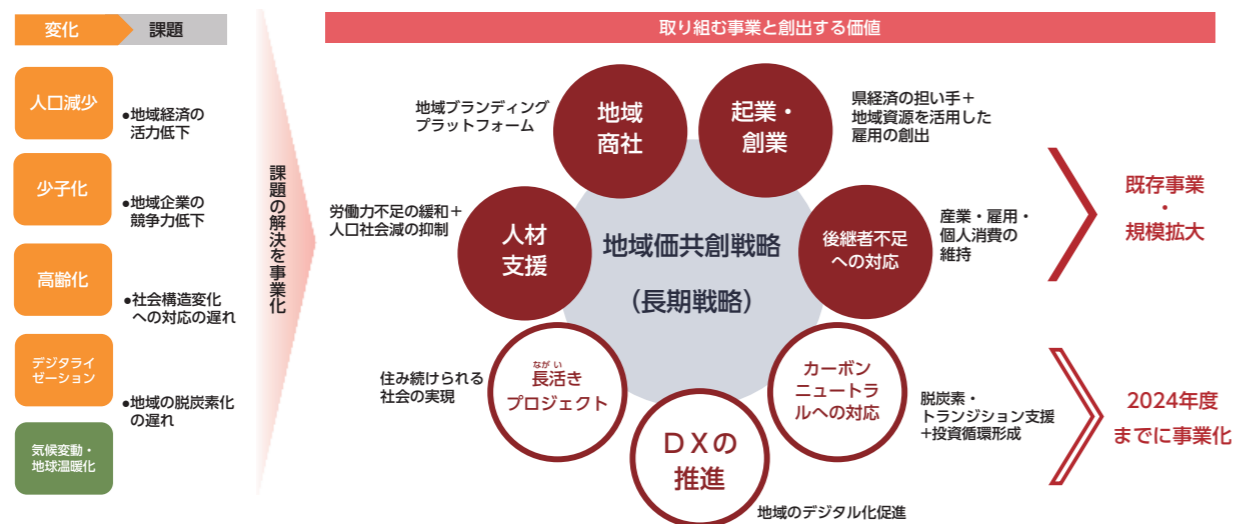 変化
課題
人口減少
少子化
高齢化
デジタライ
ゼーション
気候変動・
地球温暖化
●地域経済の
活力低下
●地域企業の
競争力低下
●社会構造変化
への対応の遅れ
●地域の脱炭素化
の遅れ
課題の解決を事業化
取り組む事業と創出する価値
地域ブランディング
プラットフォーム
地域
商社
起業・
創業
県経済の担い手＋
地域資源を活用した
雇用の創出
労働力不足の緩和＋
人口社会減の抑制
人材
支援
地域価共創戦略
（長期戦略）
後継者不足
への対応
産業・雇用・
個人消費の
維持
住み続けられる
社会の実現
ながい
長活き
プロジェクト
DXの
推進
地域のデジタル化促進
カーボン
ニュートラ
ルへの対応
脱炭素・
トランジション支援
＋投資循環形成
既存事業
・
規模拡大
2024年度
までに事業化